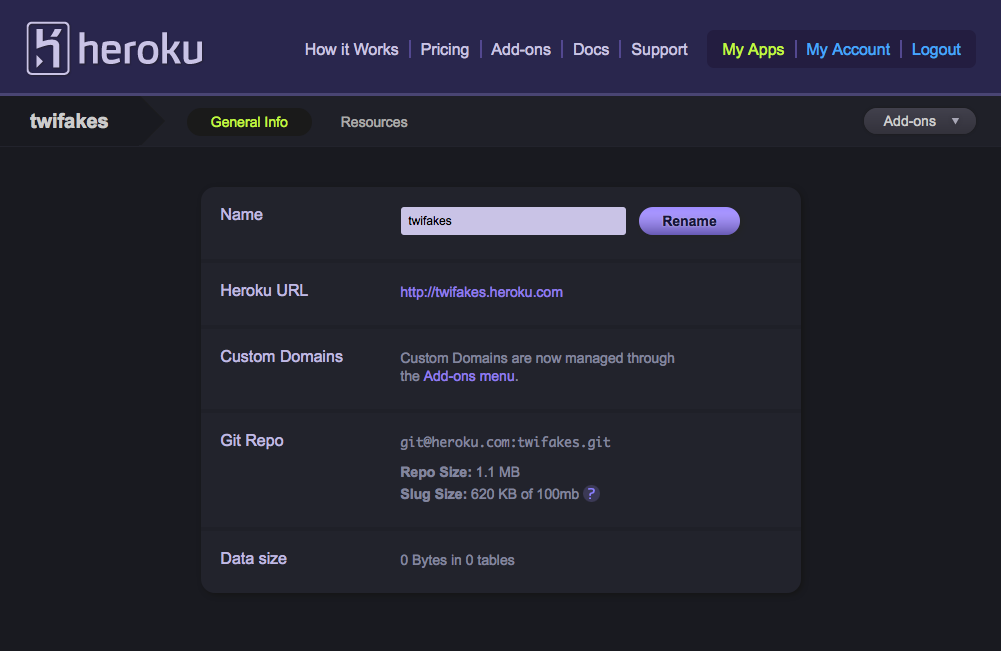 heroku
How it Works Pricing Add-ons Docs Support My Apps My Account Logout
twifakes General Info Resources Add-ons ▼
Name twifakes Rename
Heroku URL http://twifakes.heroku.com
Custom Domains Custom Domains are now managed through
the Add-ons menu.
Git Repo git@heroku.com:twifakes.git
Repo Size: 1.1 MB
Slug Size: 620 KB of 100mb ?
Data size 0 Bytes in 0 tables